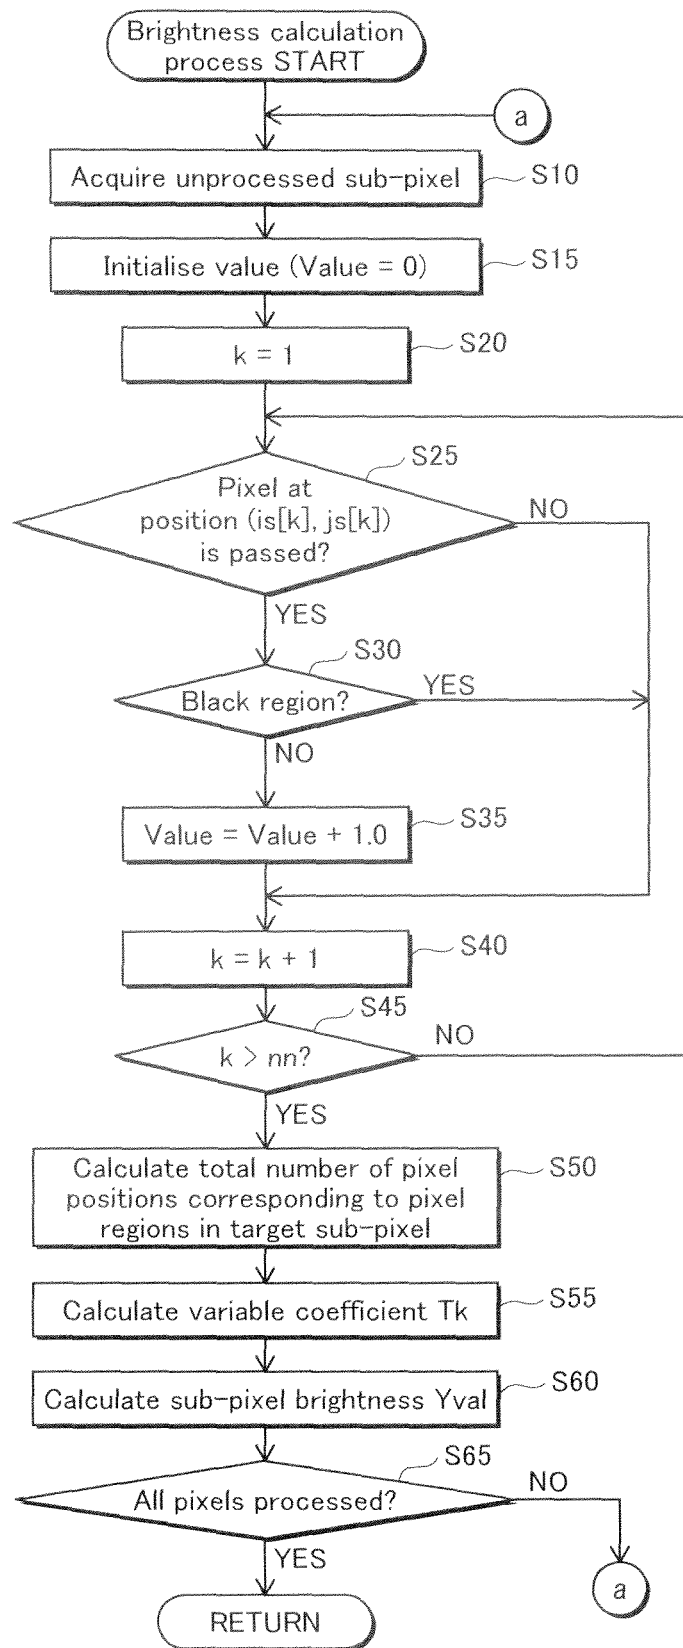 Brightness calculation
process START
a
Acquire unprocessed sub-pixel
S10
Initialise value (Value = 0)
S15
k = 1
S20
S25
Pixel at
position (is[k], js[k])
is passed?
NO
YES
S30
Black region?
YES
NO
Value = Value + 1.0
S35
k = k + 1
S40
S45
k > nn?
NO
YES
Calculate total number of pixel
positions corresponding to pixel
regions in target sub-pixel
S50
Calculate variable coefficient Tk
S55
Calculate sub-pixel brightness Yval
S60
S65
All pixels processed?
NO
YES
a
RETURN